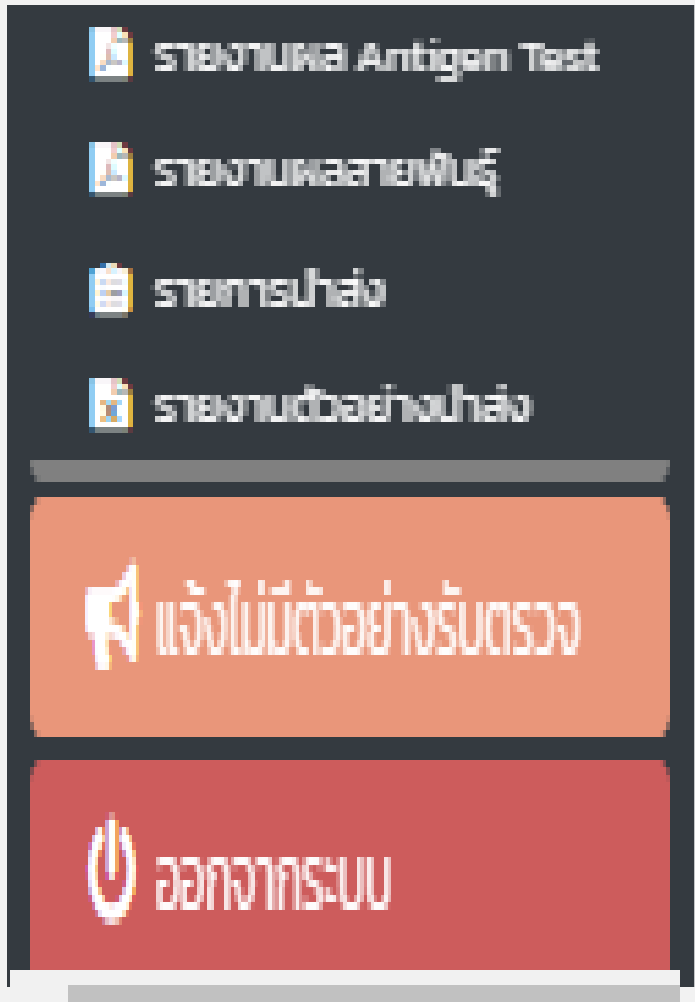 รายงานผล Antigen Test
รายงานผลสายพันธุ์
รายการนำส่ง
รายงานตัวอย่างนำส่ง
แจ้งไม่มีตัวอย่างรับตรวจ
ออกจากระบบ